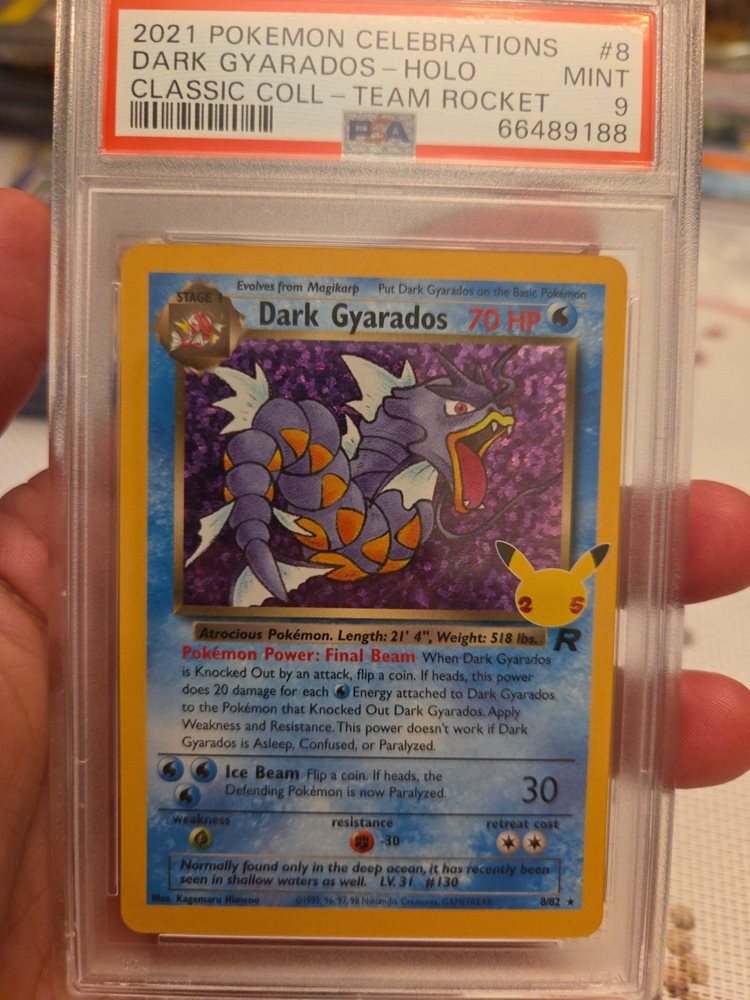 2021 POKEMON CELEBRATIONS #8
DARK GYARADOS - HOLO MINT
CLASSIC COLL - TEAM ROCKET 9
PSA 66489188
Evolves from Magikarp Put Dark Gyarados on the Basic Pokémon
STAGE 1
Dark Gyarados 70 HP
25
Atrocious Pokémon. Length: 21' 4", Weight: 518 lbs.
R
Pokémon Power: Final Beam When Dark Gyarados
is Knocked Out by an attack, flip a coin. If heads, this power
does 20 damage for each Energy attached to Dark Gyarados
to the Pokémon that Knocked Out Dark Gyarados. Apply
Weakness and Resistance. This power doesn't work if Dark
Gyarados is Asleep, Confused, or Paralyzed.
Ice Beam Flip a coin. If heads, the
Defending Pokémon is now Paralyzed.
30
weakness resistance retreat cost
-30
Normally found only in the deep ocean, it has recently been
seen in shallow waters as well. LV. 31 #130
Illus. Kagemaru Himeno ©1995, 96, 97, 98 Nintendo, Creatures, GAMEFREAK. 8/82 ★